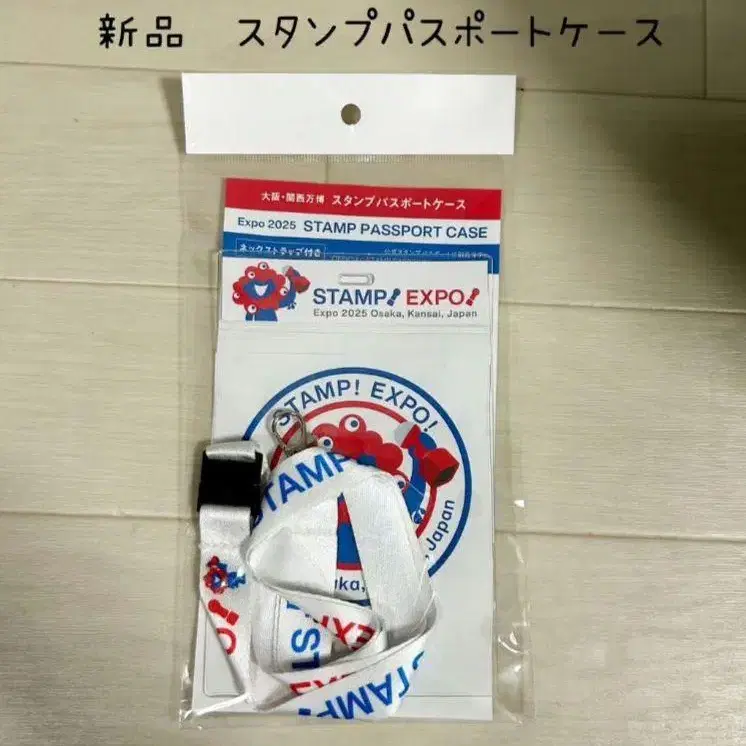 新品　スタンプパスポートケース
大阪・関西万博 スタンプパスポートケース
Expo 2025 STAMP PASSPORT CASE
ネックストラップ付き
STAMP! EXPO!
Expo 2025 Osaka, Kansai, Japan
STAMP! EXPO!
Japan
STAMP!
EXPO!
STAMP